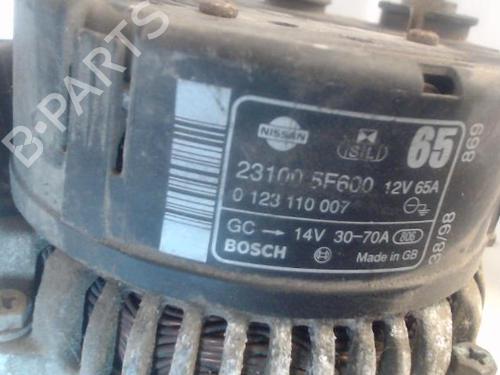 B-PARTS
NISSAN
65
869
23100 5F600 12V 65A
0 123 110 007
GC → 14V 30-70A 806
38/98
BOSCH Made in GB